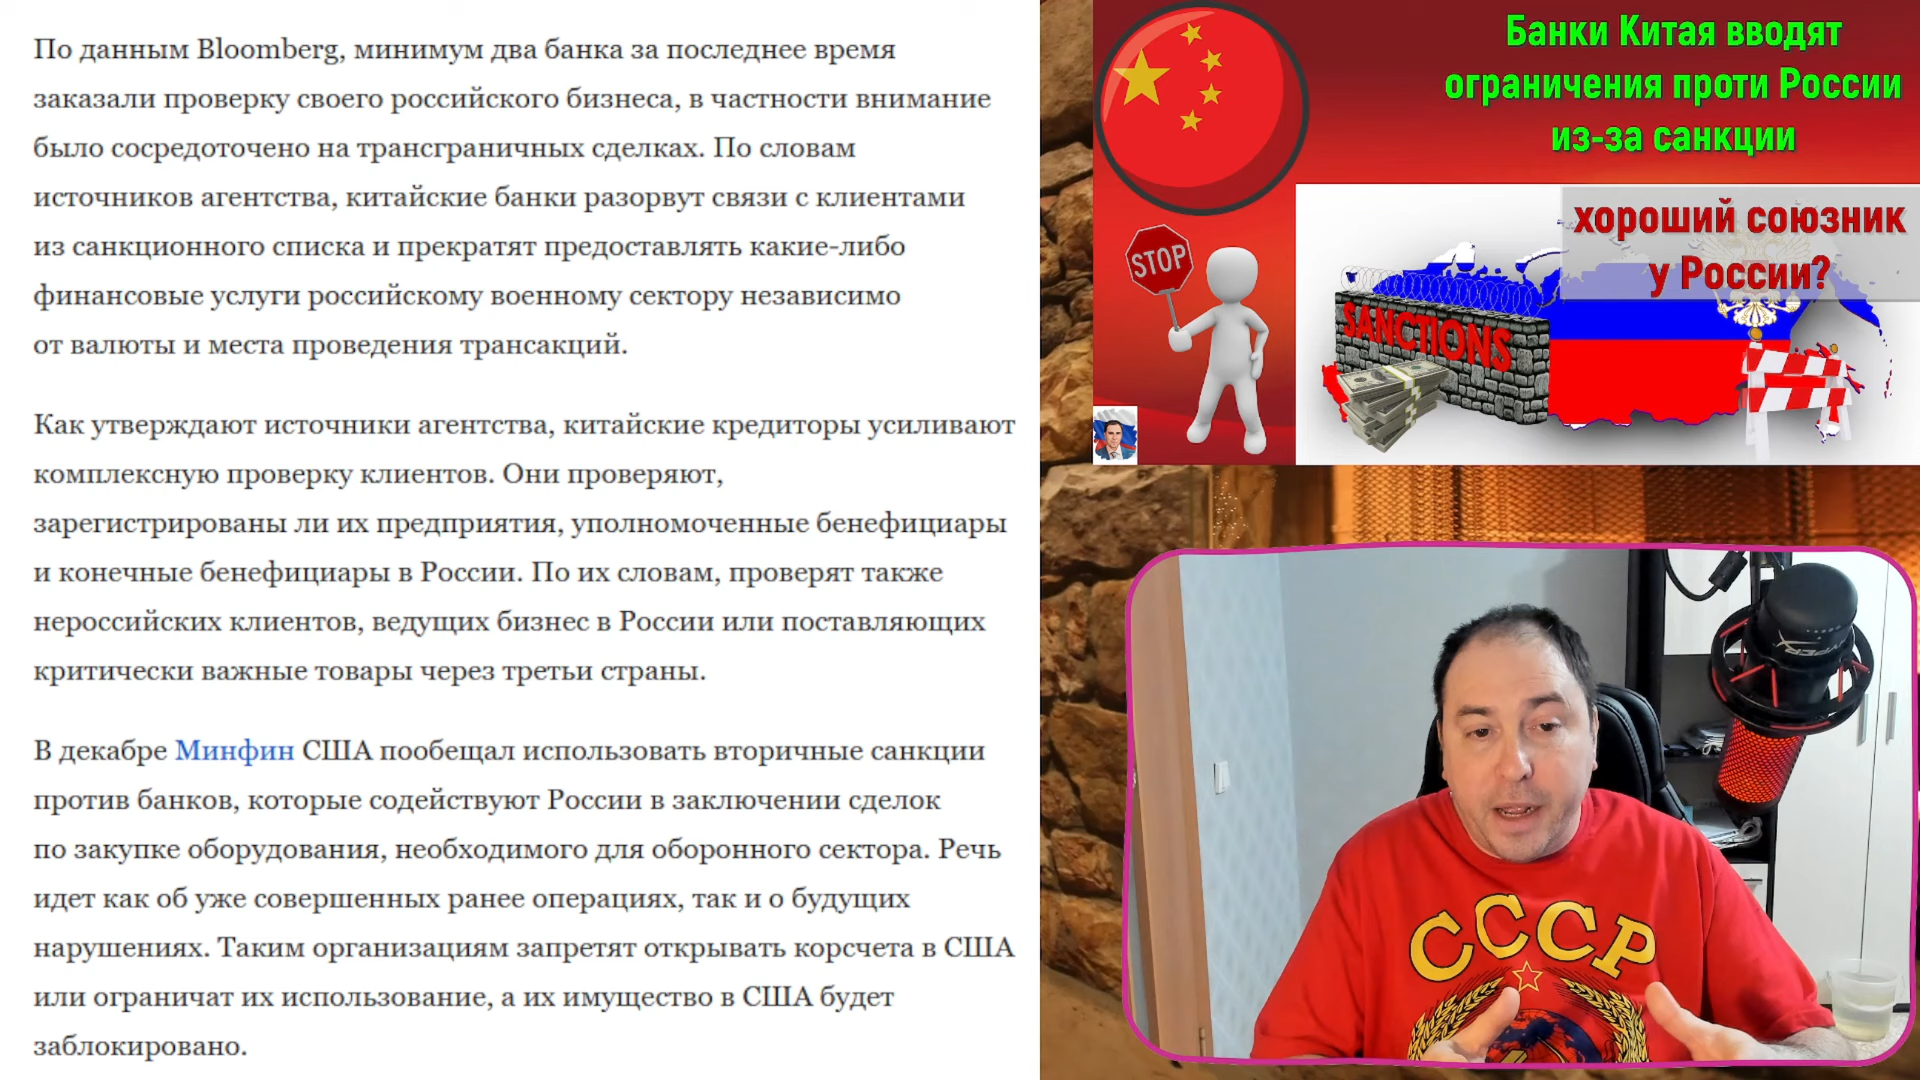 По данным Bloomberg, минимум два банка за последнее время
заказали проверку своего российского бизнеса, в частности внимание
было сосредоточено на трансграничных сделках. По словам
источников агентства, китайские банки разорвут связи с клиентами
из санкционного списка и прекратят предоставлять какие-либо
финансовые услуги российскому военному сектору независимо
от валюты и места проведения трансакций.
Как утверждают источники агентства, китайские кредиторы усиливают
комплексную проверку клиентов. Они проверяют,
зарегистрированы ли их предприятия, уполномоченные бенефициары
и конечные бенефициары в России. По их словам, проверят также
нероссийских клиентов, ведущих бизнес в России или поставляющих
критически важные товары через третьи страны.
В декабре Минфин США пообещал использовать вторичные санкции
против банков, которые содействуют России в заключении сделок
по закупке оборудования, необходимого для оборонного сектора. Речь
идет как об уже совершенных ранее операциях, так и о будущих
нарушениях. Таким организациям запретят открывать корсчета в США
или ограничат их использование, а их имущество в США будет
заблокировано.
Банки Китая вводят
ограничения проти России
из-за санкции
хороший союзник
у России?
STOP
SANCTIONS
СССР